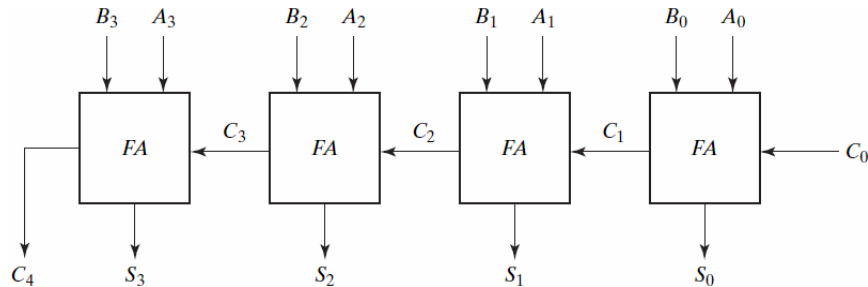 B₃ A₃ B₂ A₂ B₁ A₁ B₀ A₀
FA C₃ FA C₂ FA C₁ FA C₀
C₄ S₃ S₂ S₁ S₀